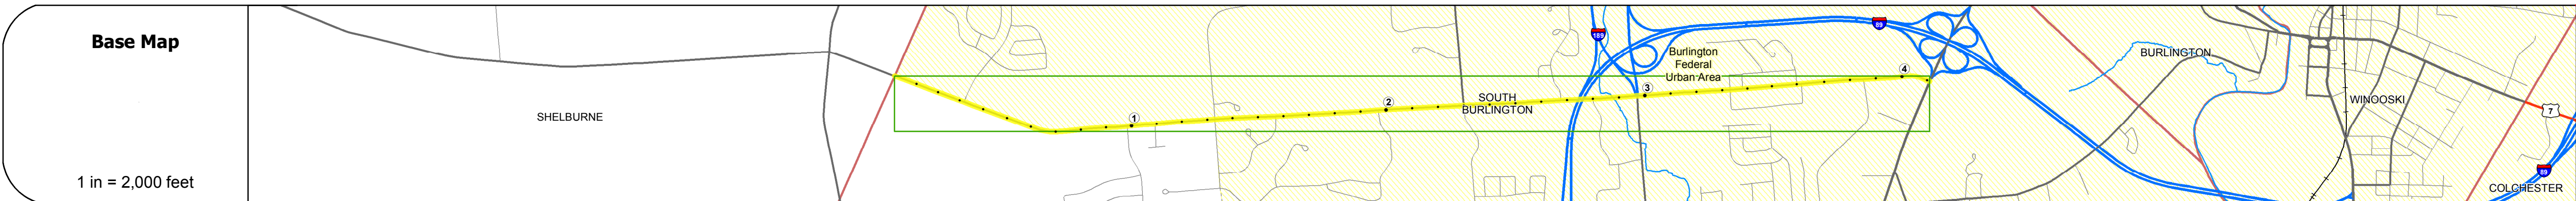 Base Map
1 in = 2,000 feet
SHELBURNE
1
2
SOUTH
BURLINGTON
189
3
Burlington
Federal
Urban Area
89
4
BURLINGTON
WINOOSKI
7
89
COLCHESTER